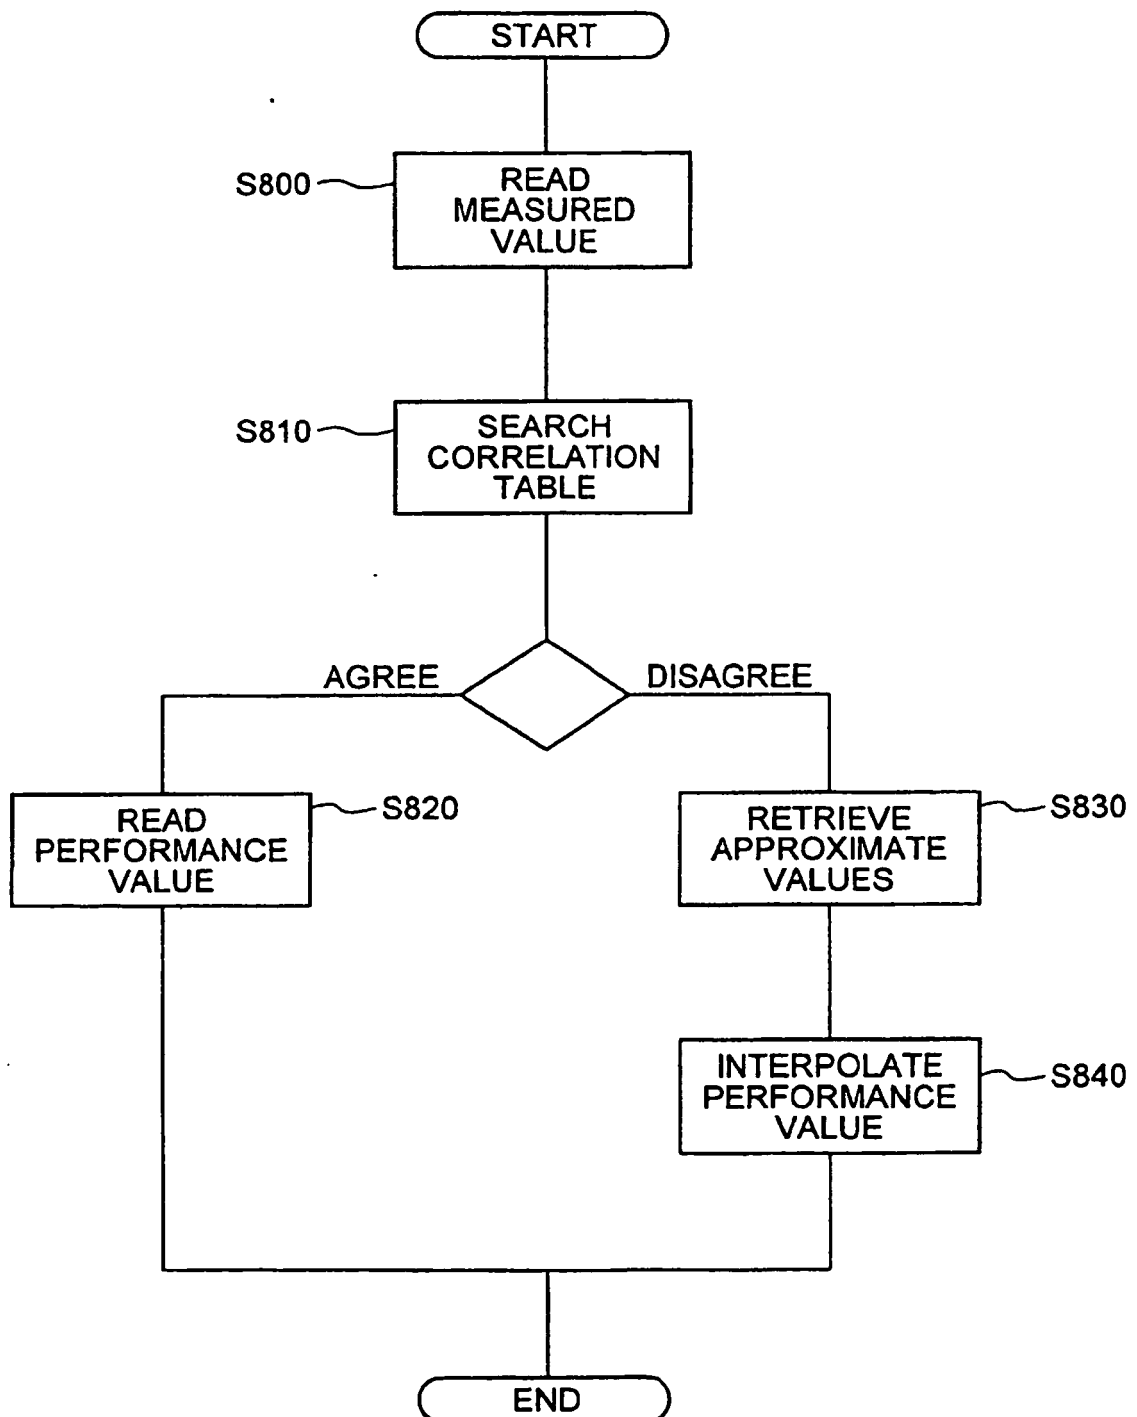 START
S800
READ
MEASURED
VALUE
S810
SEARCH
CORRELATION
TABLE
AGREE
DISAGREE
READ
PERFORMANCE
VALUE
S820
RETRIEVE
APPROXIMATE
VALUES
S830
INTERPOLATE
PERFORMANCE
VALUE
S840
END